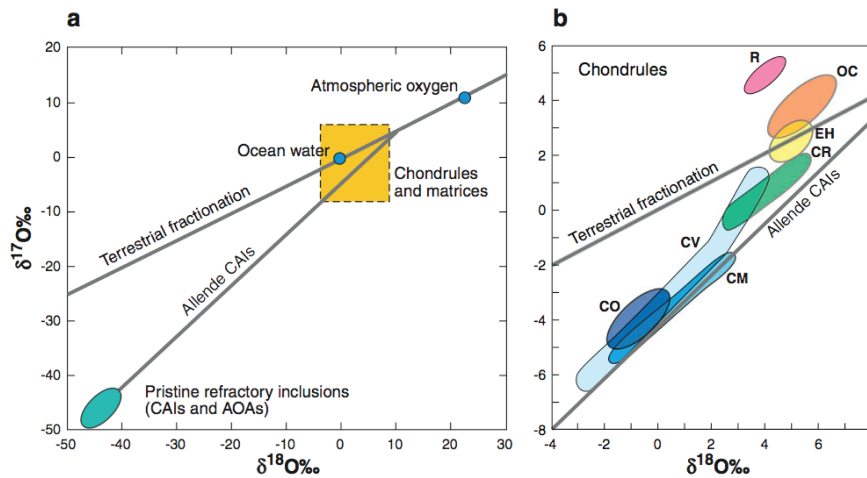 a
20
10
0
-10
-20
-30
-40
-50
δ17O‰
-50
-40
-30
-20
-10
0
10
20
30
δ18O‰
Atmospheric oxygen
Ocean water
Chondrules
and matrices
Terrestrial fractionation
Allende CAIs
Pristine refractory inclusions
(CAIs and AOAs)
b
6
4
2
0
-2
-4
-6
-8
-4
-2
0
2
4
6
δ18O‰
Chondrules
R
OC
EH
CR
Terrestrial fractionation
Allende CAIs
CV
CM
CO